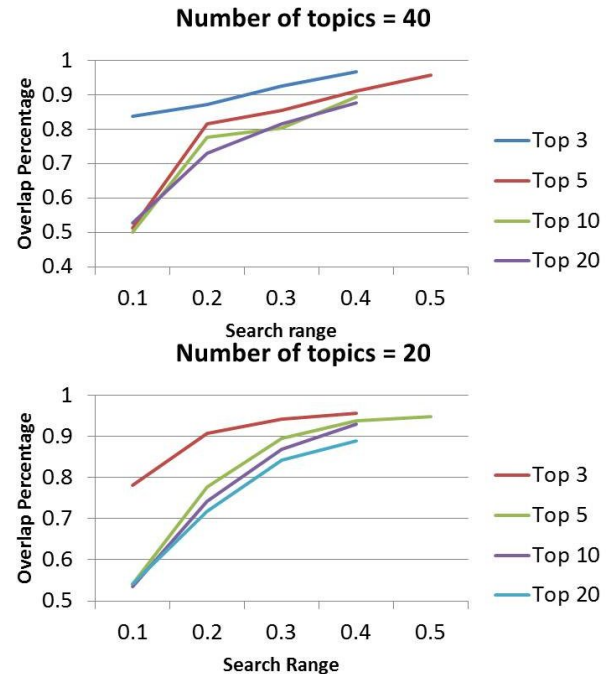 Number of topics = 40
Overlap Percentage
1
0.9
0.8
0.7
0.6
0.5
0.4
0.1 0.2 0.3 0.4 0.5
Search range
Top 3
Top 5
Top 10
Top 20
Number of topics = 20
Overlap Percentage
1
0.9
0.8
0.7
0.6
0.5
0.1 0.2 0.3 0.4 0.5
Search Range
Top 3
Top 5
Top 10
Top 20